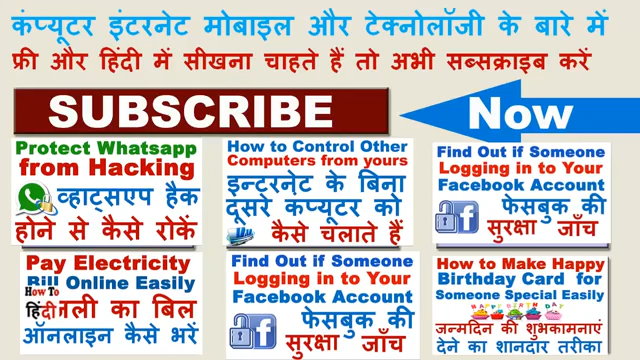 कंप्यूटर इंटरनेट मोबाइल और टेक्नोलॉजी के बारे में
फ्री और हिंदी में सीखना चाहते हैं तो अभी सब्सक्राइब करें
SUBSCRIBE
Now
Protect Whatsapp
from Hacking
व्हाट्सएप हैक
होने से कैसे रोकें
How to Control Other
Computers from yours
इन्टरनेट के बिना
दूसरे कंप्यूटर को
कैसे चलाते हैं
Find Out if Someone
Logging in to Your
Facebook Account
फेसबुक की
सुरक्षा जाँच
Pay Electricity
Bill Online Easily
How To
हिंदी
जली का बिल
ऑनलाइन कैसे भरें
Find Out if Someone
Logging in to Your
Facebook Account
फेसबुक की
सुरक्षा जाँच
How to Make Happy
Birthday Card for
Someone Special Easily
HAPPY BIRTH DAY
जन्मदिन की शुभकामनाएं
देने का शानदार तरीका